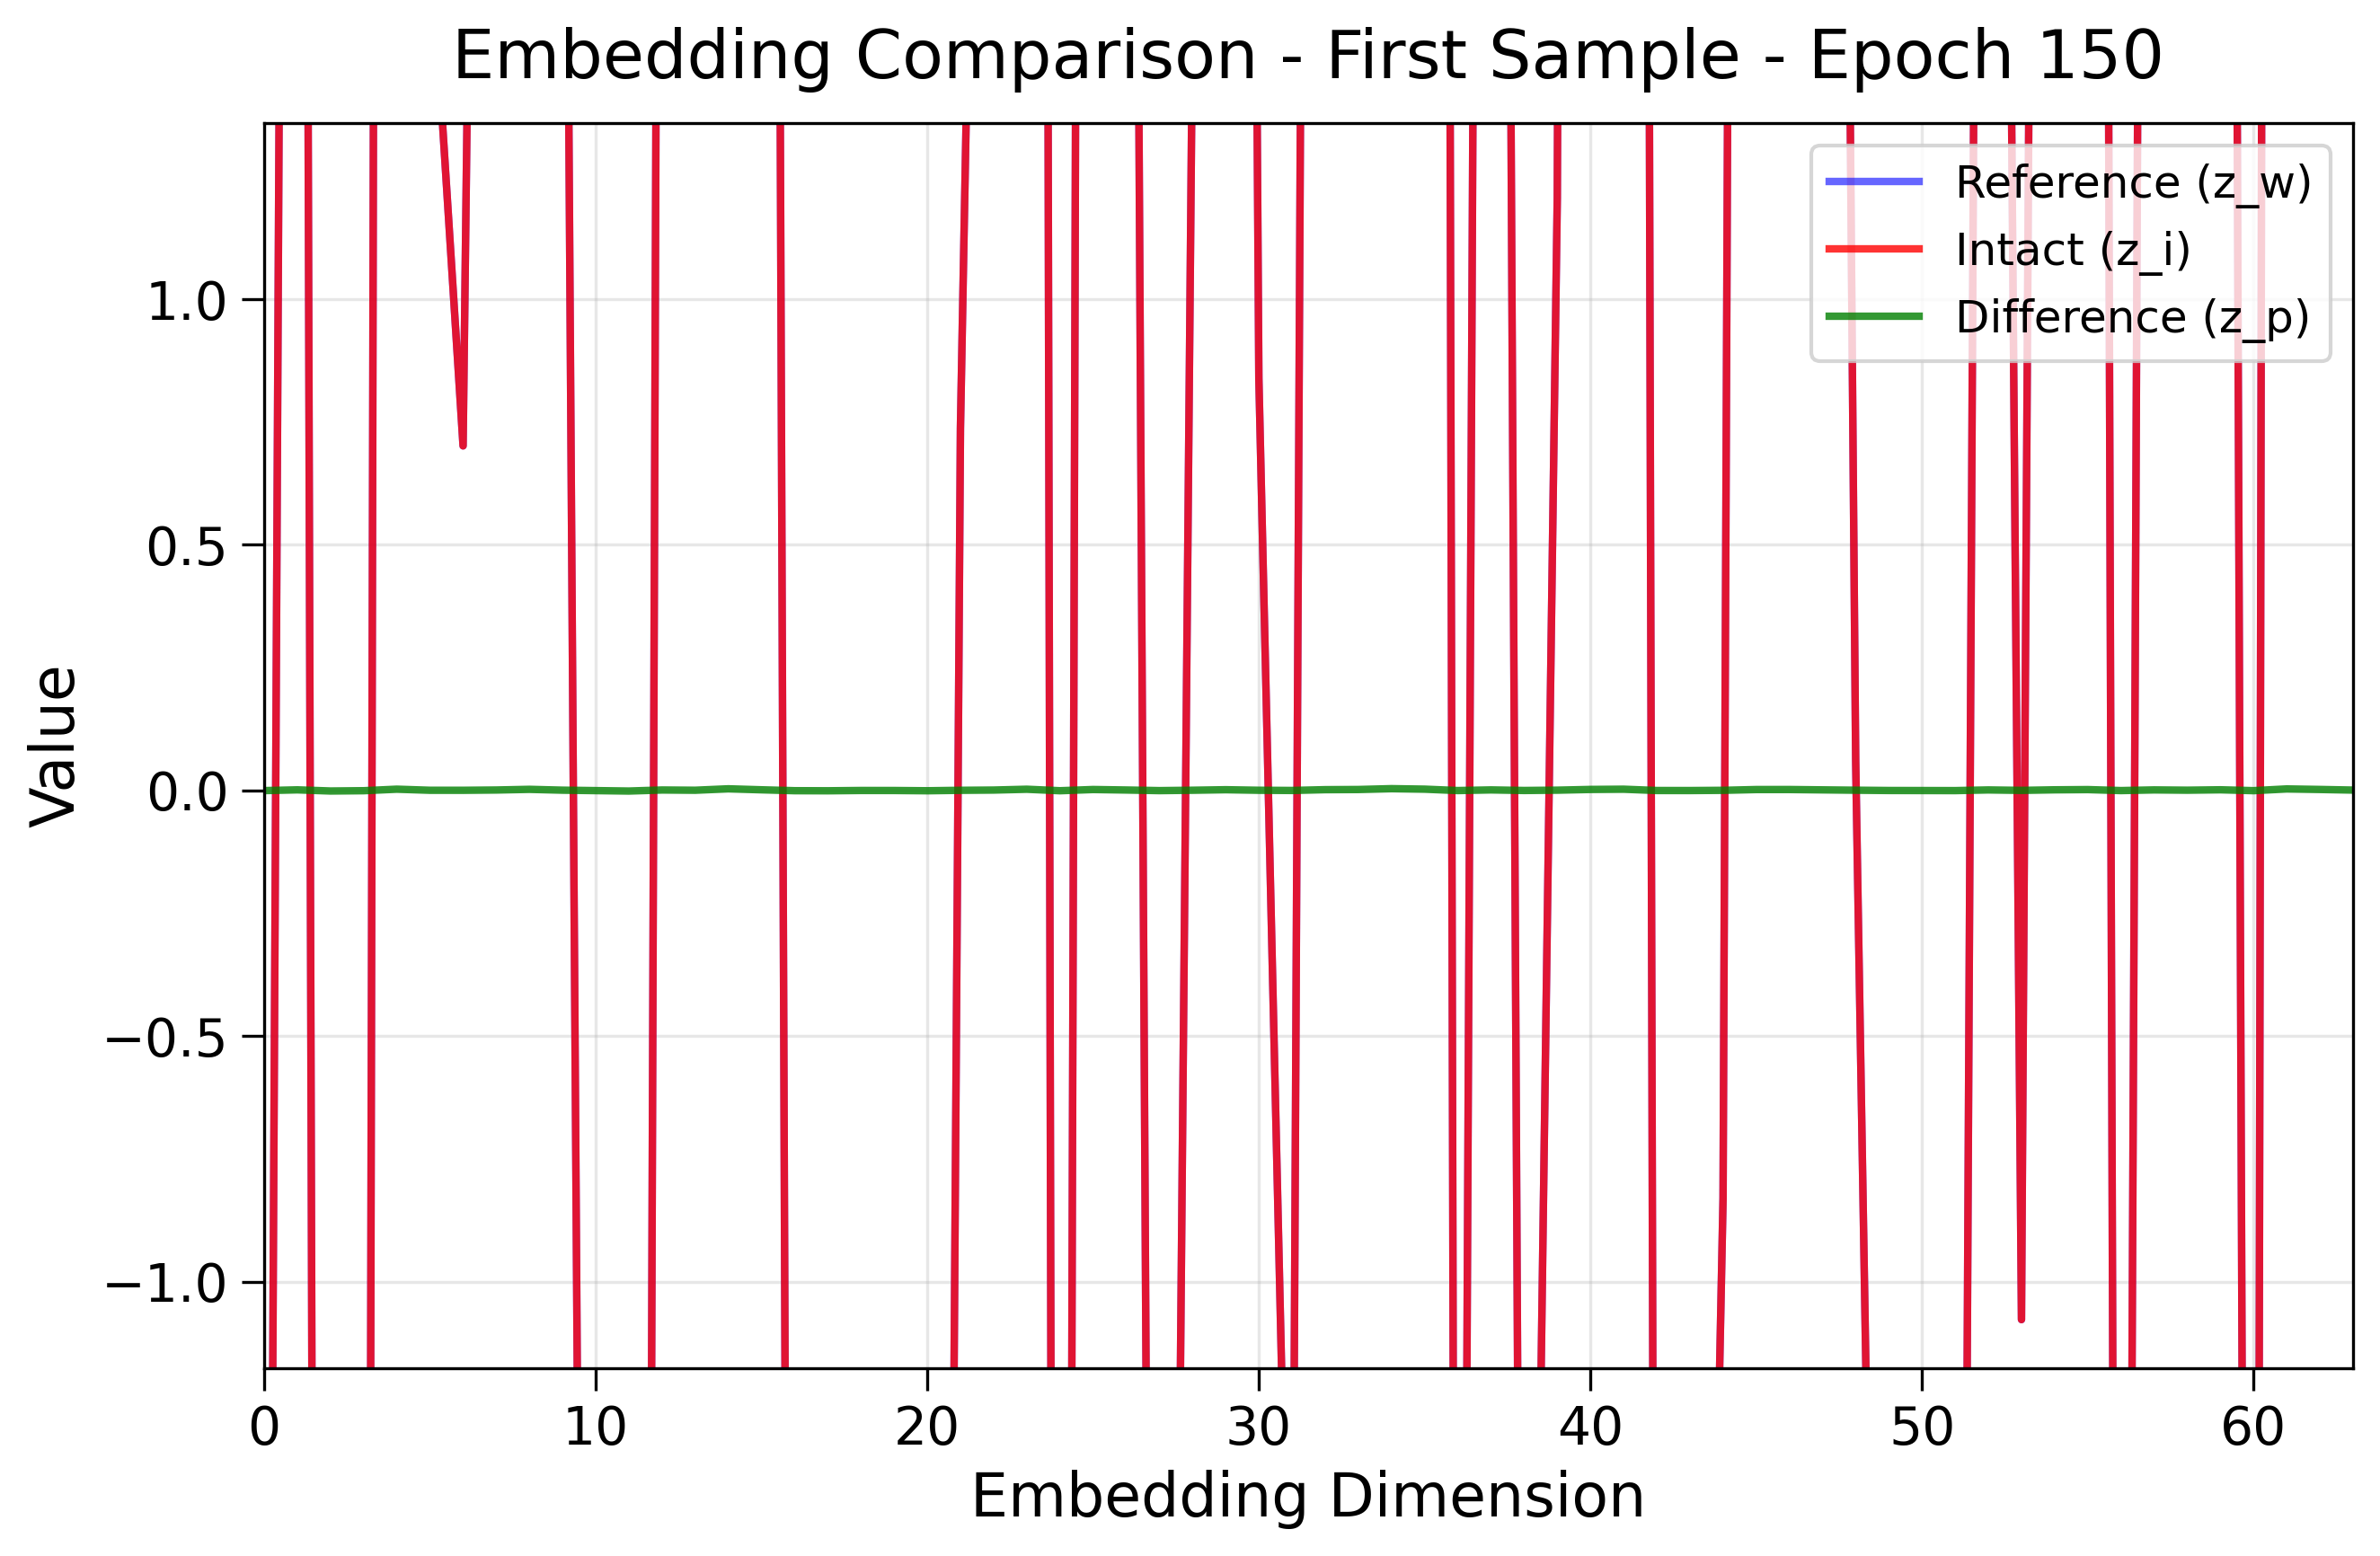 Embedding Comparison - First Sample - Epoch 150
Reference (z_w)
Intact (z_i)
Difference (z_p)
1.0
0.5
0.0
−0.5
−1.0
Value
0 10 20 30 40 50 60
Embedding Dimension